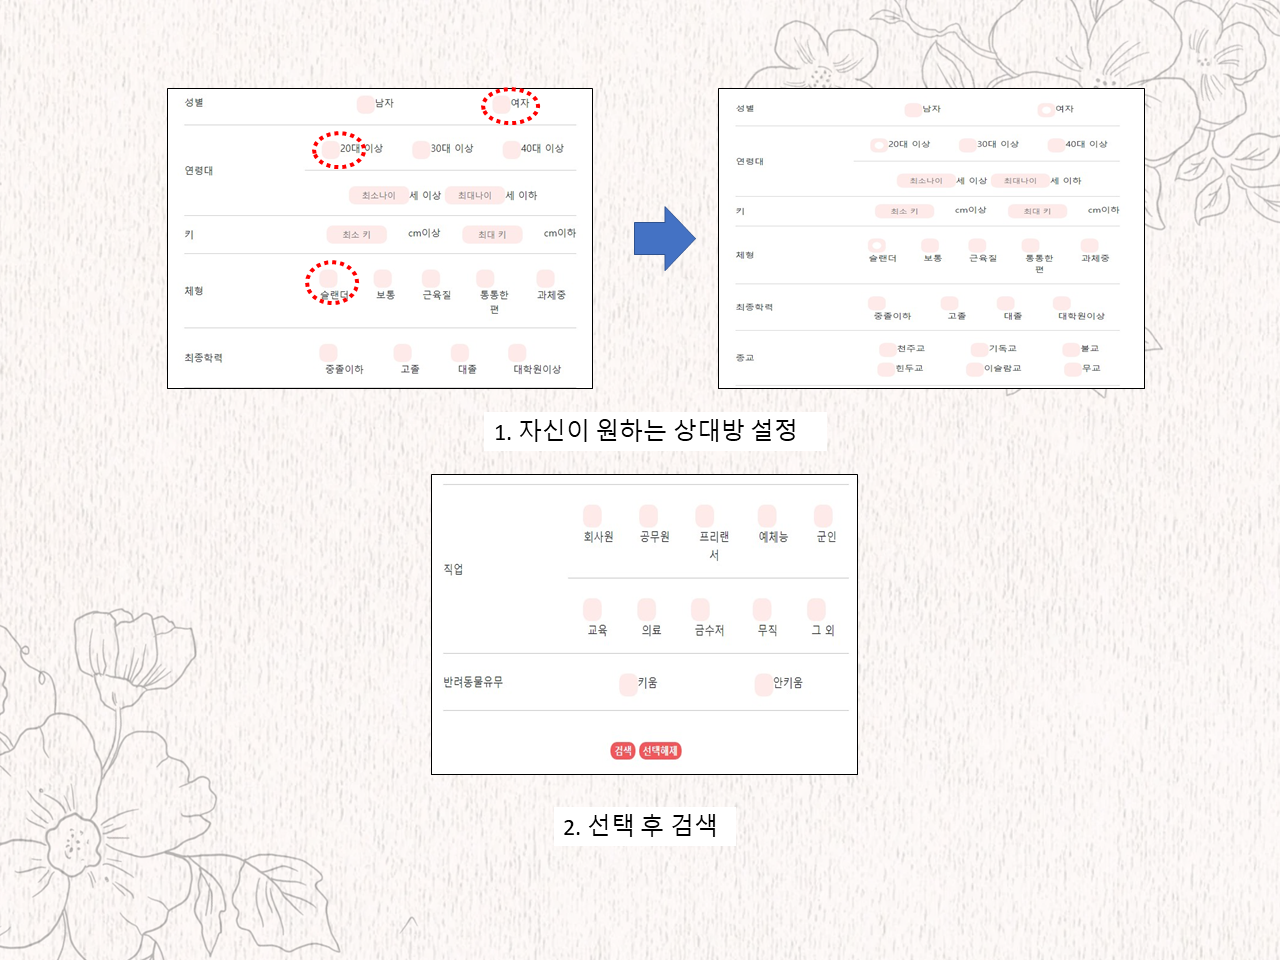 성별 남자 여자
20대 이상 30대 이상 40대 이상
연령대
최소나이 세 이상 최대나이 세 이하
키 최소 키 cm이상 최대 키 cm이하
체형 슬랜더 보통 근육질 통통한 과체중
편
최종학력
중졸이하 고졸 대졸 대학원이상
성별 남자 여자
20대 이상 30대 이상 40대 이상
연령대
최소나이 세 이상 최대나이 세 이하
키 최소 키 cm이상 최대 키 cm이하
체형 슬랜더 보통 근육질 통통한 과체중
편
최종학력
중졸이하 고졸 대졸 대학원이상
천주교 기독교 불교
종교
힌두교 이슬람교 무교
1. 자신이 원하는 상대방 설정
회사원 공무원 프리랜 예체능 군인
서
직업
교육 의료 금수저 무직 그 외
반려동물유무 키움 안키움
검색 선택해제
2. 선택 후 검색